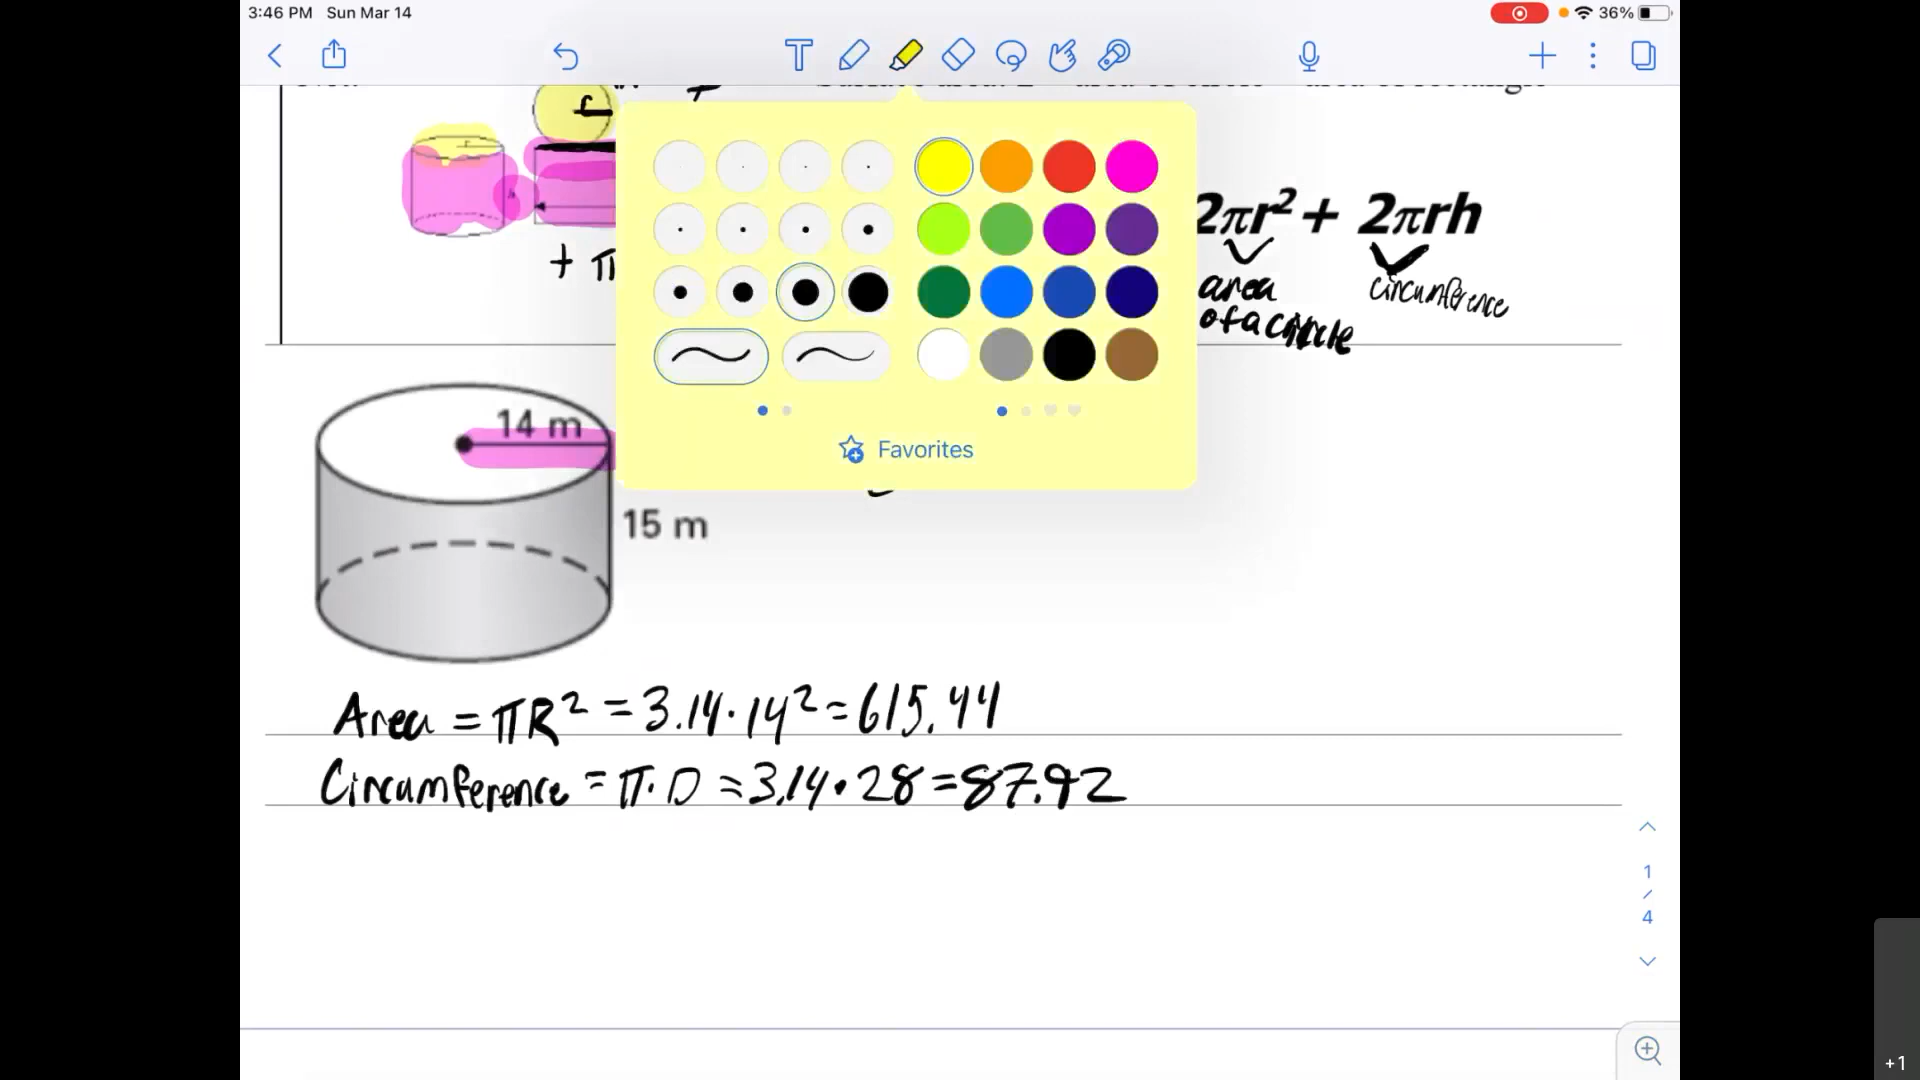 3:46 PM Sun Mar 14
36%
T
r
r
h
+ π
2πr² + 2πrh
area
of a circle
circumference
14 m
Favorites
15 m
Area = πR² = 3.14·14² = 615.44
Circumference = π·D = 3.14·28 = 87.92
1
/
4
+1